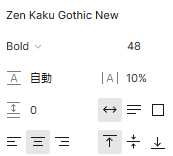 Zen Kaku Gothic New
Bold 48
自動 10%
0